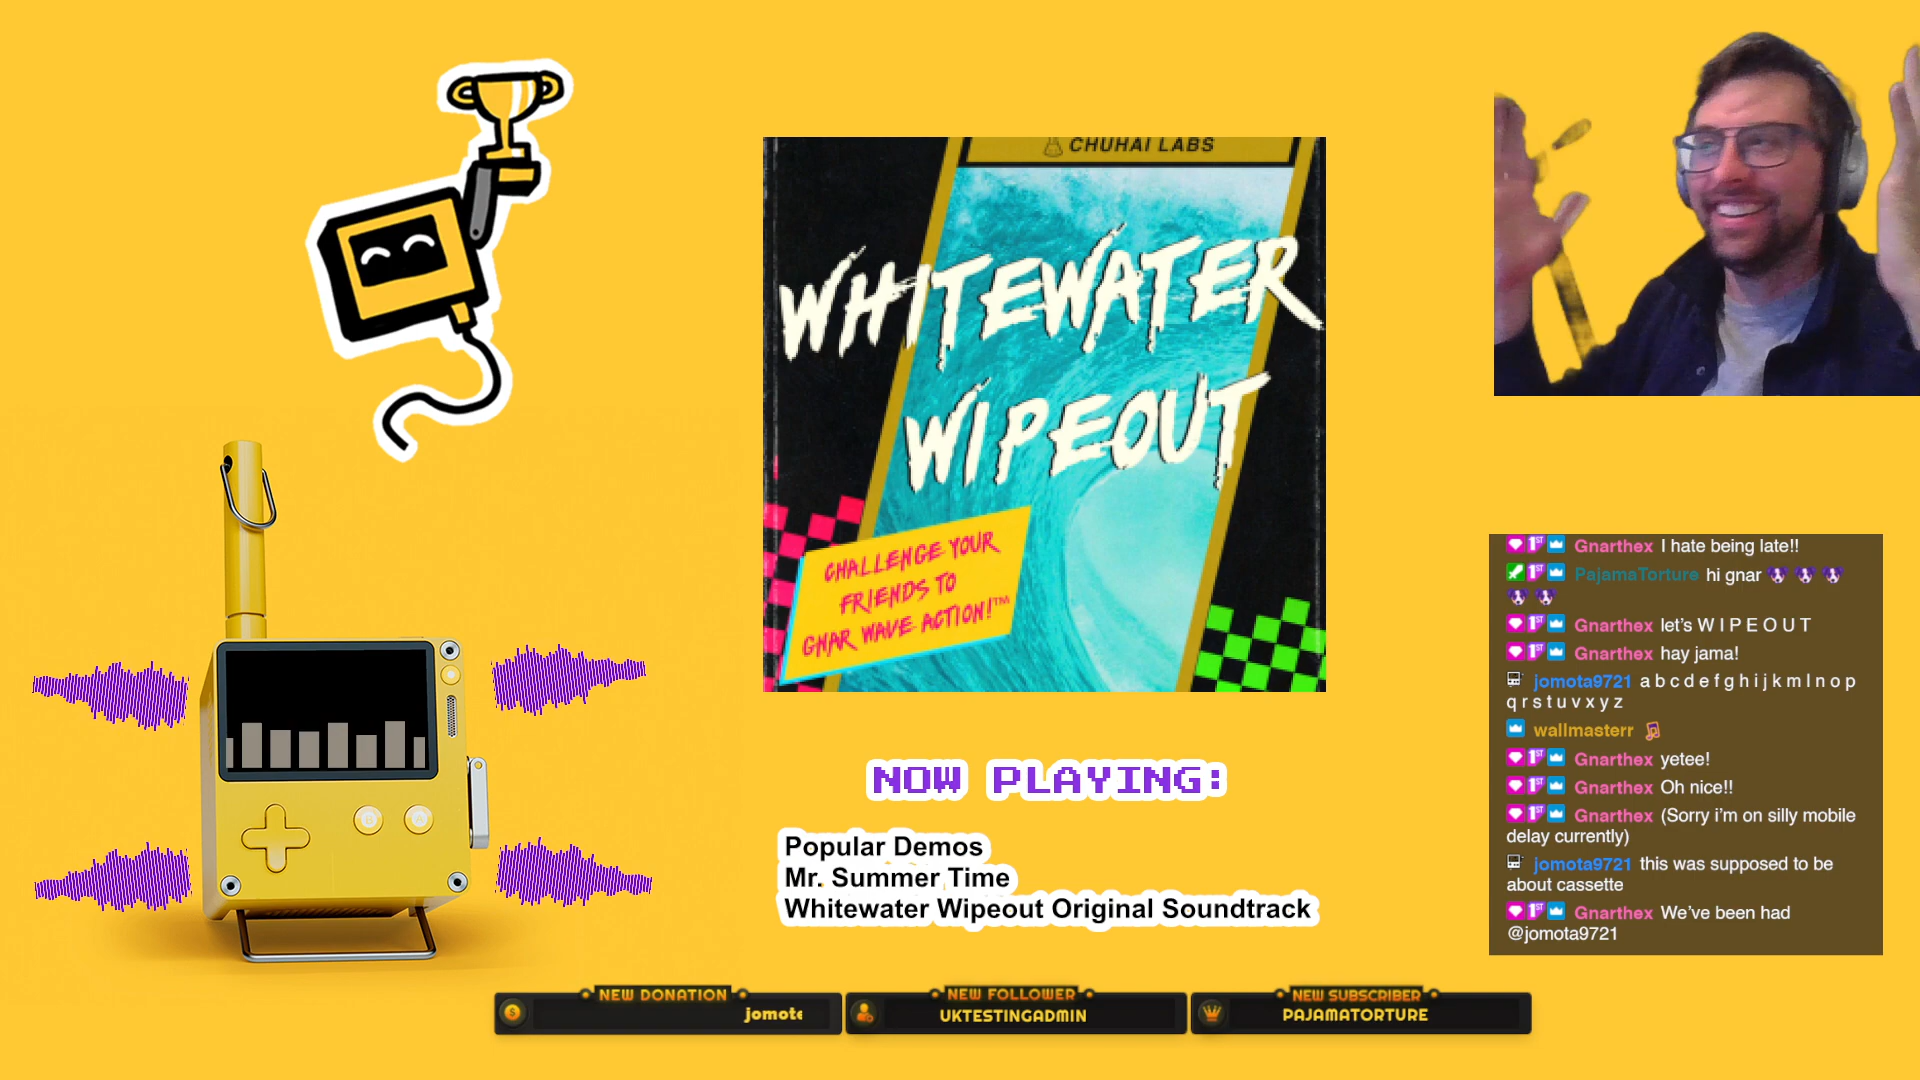 CHUHAI LABS
WHITEWATER
WIPEOUT
CHALLENGE YOUR
FRIENDS TO
GNAR WAVE ACTION!™
B
A
NOW PLAYING:
Popular Demos
Mr. Summer Time
Whitewater Wipeout Original Soundtrack
Gnarthex I hate being late!!
PajamaTorture hi gnar
Gnarthex let's W I P E O U T
Gnarthex hay jama!
jomota9721 a b c d e f g h i j k m l n o p
q r s t u v x y z
wallmasterr
Gnarthex yetee!
Gnarthex Oh nice!!
Gnarthex (Sorry i'm on silly mobile
delay currently)
jomota9721 this was supposed to be
about cassette
Gnarthex We've been had
@jomota9721
NEW DONATION
jomote
NEW FOLLOWER
UKTESTINGADMIN
NEW SUBSCRIBER
PAJAMATORTURE